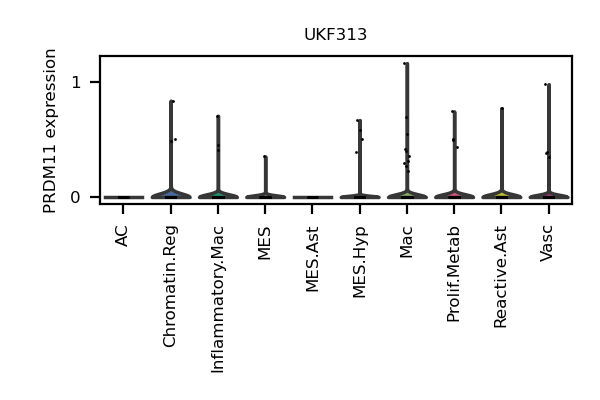 UKF313
PRDM11 expression
1
0
AC
Chromatin.Reg
Inflammatory.Mac
MES
MES.Ast
MES.Hyp
Mac
Prolif.Metab
Reactive.Ast
Vasc